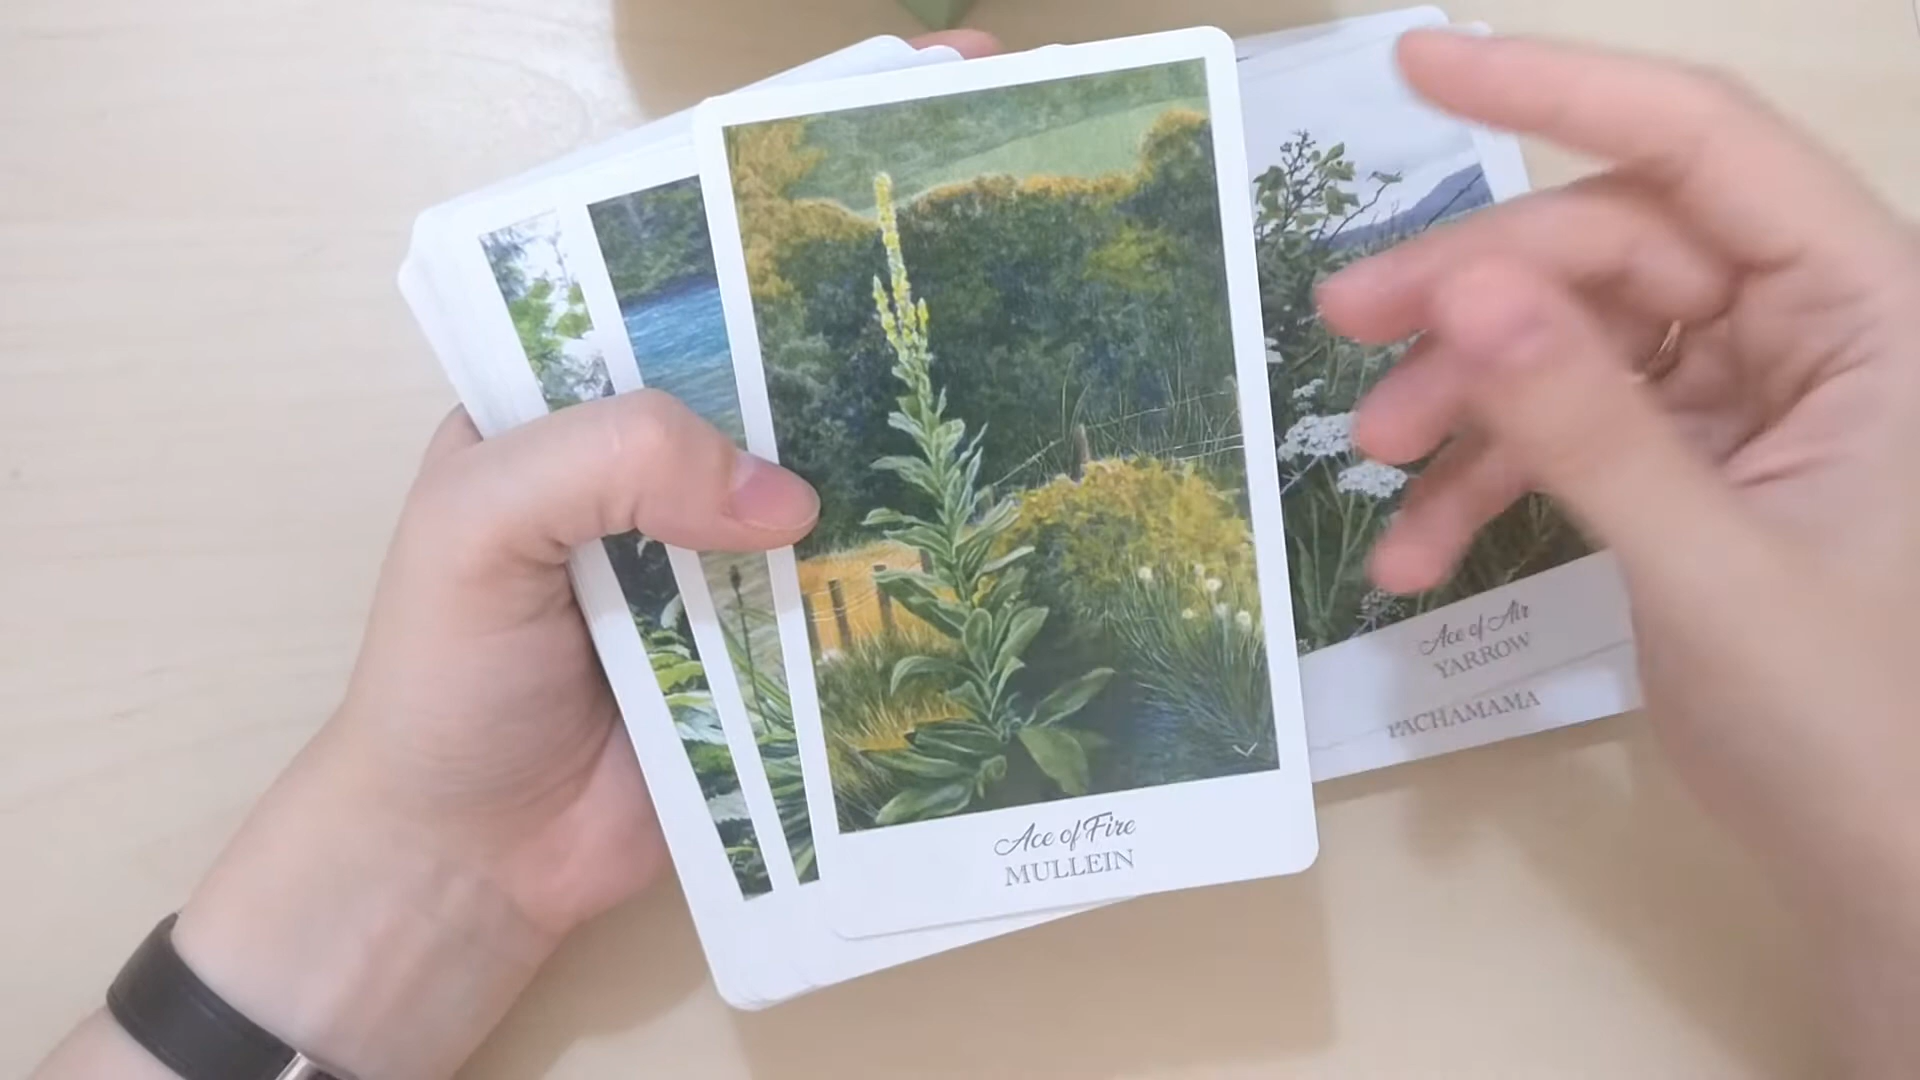 Ace of Fire
MULLEIN
Ace of Air
YARROW
PACHAMAMA